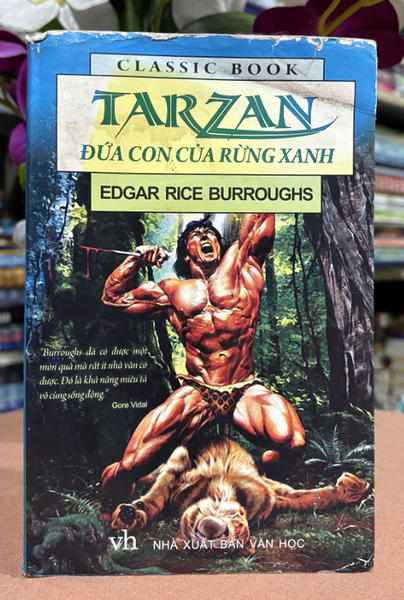 CLASSIC BOOK
TARZAN
ĐỨA CON CỦA RỪNG XANH
EDGAR RICE BURROUGHS
"Burroughs đã có được một
món quà mà rất ít nhà văn có
được. Đó là khả năng miêu tả
vô cùng sống động."
Gore Vidal
vh NHÀ XUẤT BẢN VĂN HỌC